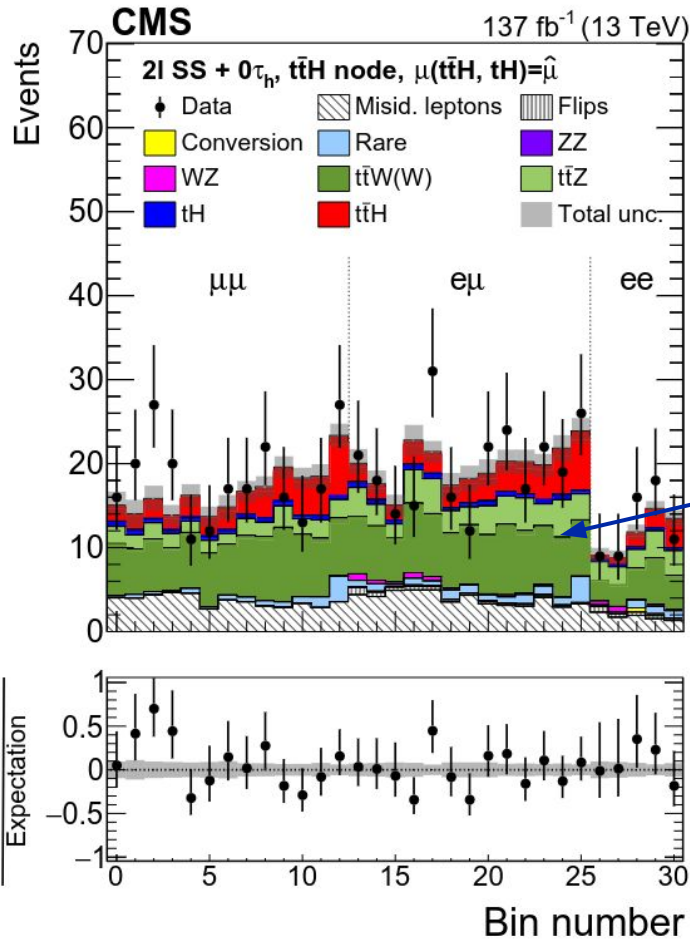 CMS 137 fb⁻¹ (13 TeV)
Events
70
60
50
40
30
20
10
0
2l SS + 0τₕ, tt̄H node, μ(tt̄H, tH)=μ̂
Data Misid. leptons Flips
Conversion Rare ZZ
WZ tt̄W(W) tt̄Z
tH tt̄H Total unc.
μμ eμ ee
Expectation
1
0.5
0
−0.5
−1
0 5 10 15 20 25 30
Bin number